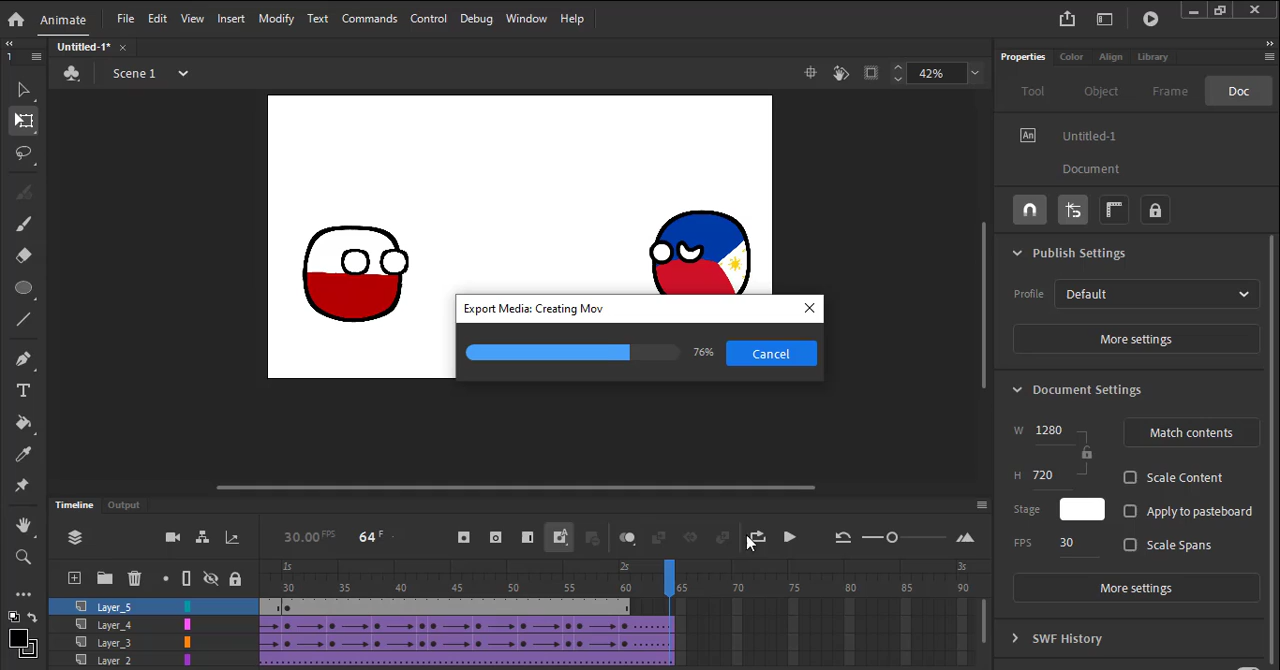 Animate File Edit View Insert Modify Text Commands Control Debug Window Help
Untitled-1* ×
1
Scene 1 42%
Properties Color Align Library
Tool Object Frame Doc
An Untitled-1
Document
Publish Settings
Profile Default
More settings
Document Settings
W 1280 Match contents
H 720 Scale Content
Stage Apply to pasteboard
FPS 30 Scale Spans
More settings
SWF History
Export Media: Creating Mov
76% Cancel
Timeline Output
30.00 FPS 64 F
1s 2s 3s
30 35 40 45 50 55 60 65 70 75 80 85 90
Layer_5
Layer_4
Layer_3
Layer_2
T